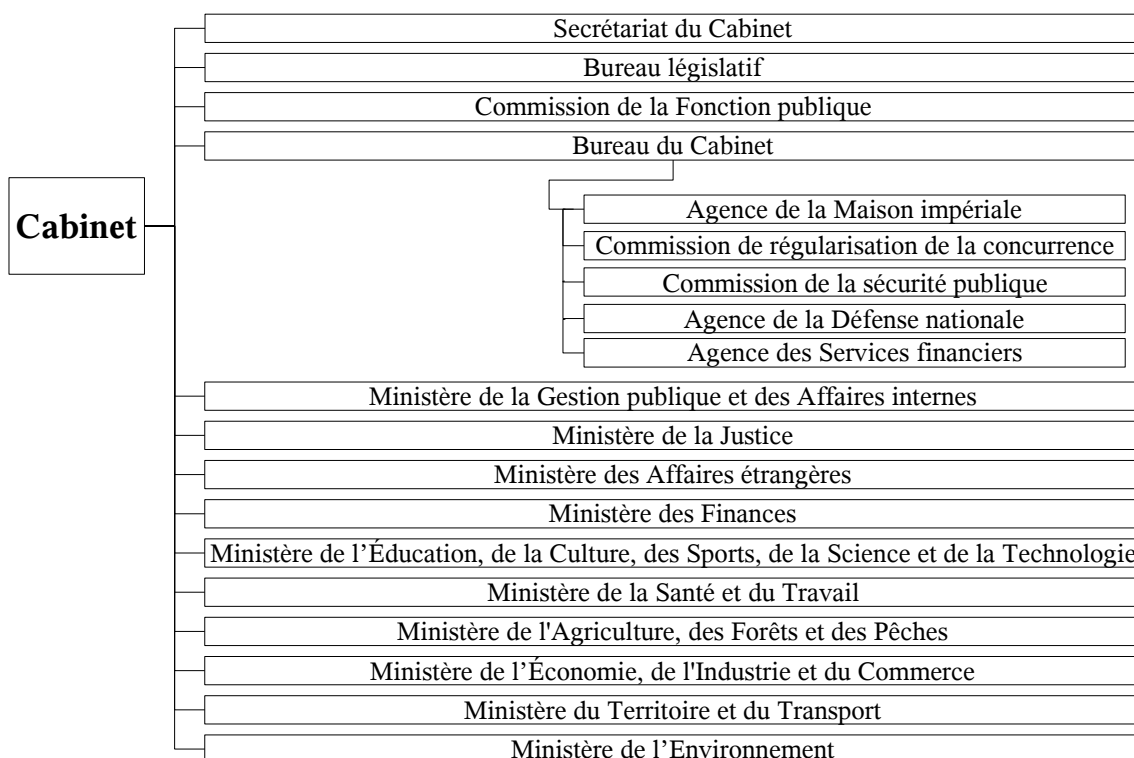 Secrétariat du Cabinet
Bureau législatif
Commission de la Fonction publique
Bureau du Cabinet
Cabinet
Agence de la Maison impériale
Commission de régularisation de la concurrence
Commission de la sécurité publique
Agence de la Défense nationale
Agence des Services financiers
Ministère de la Gestion publique et des Affaires internes
Ministère de la Justice
Ministère des Affaires étrangères
Ministère des Finances
Ministère de l’Éducation, de la Culture, des Sports, de la Science et de la Technologie
Ministère de la Santé et du Travail
Ministère de l'Agriculture, des Forêts et des Pêches
Ministère de l’Économie, de l'Industrie et du Commerce
Ministère du Territoire et du Transport
Ministère de l’Environnement